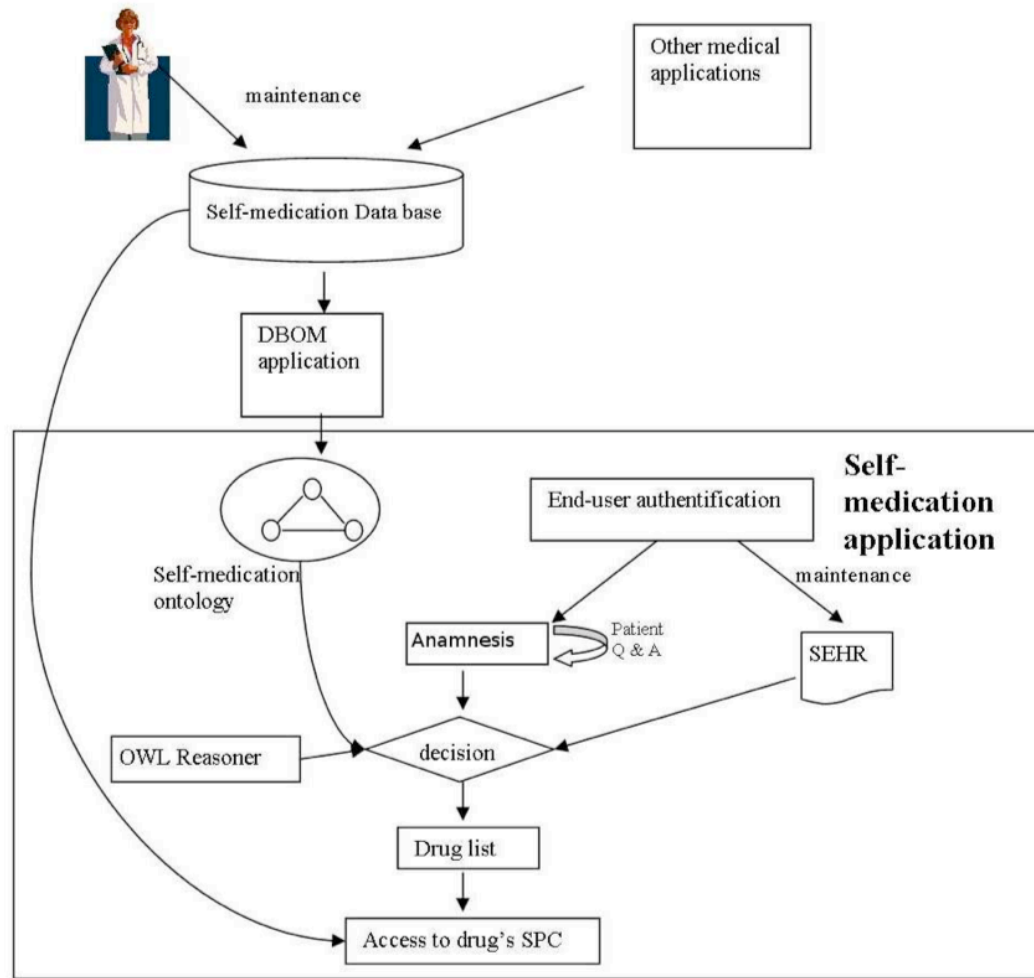 Other medical
applications
maintenance
Self-medication Data base
DBOM
application
Self-
medication
application
End-user authentification
Self-medication
ontology
maintenance
Anamnesis
Patient
Q & A
SEHR
OWL Reasoner
decision
Drug list
Access to drug's SPC